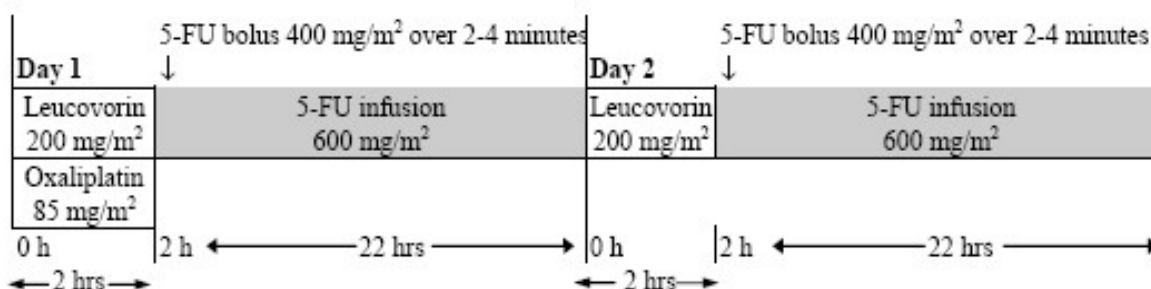 5-FU bolus 400 mg/m² over 2-4 minutes 5-FU bolus 400 mg/m² over 2-4 minutes
Day 1 ↓ Day 2 ↓
Leucovorin 5-FU infusion Leucovorin 5-FU infusion
200 mg/m² 600 mg/m² 200 mg/m² 600 mg/m²
Oxaliplatin
85 mg/m²
0 h 2 h 22 hrs 0 h 2 h 22 hrs
2 hrs 2 hrs